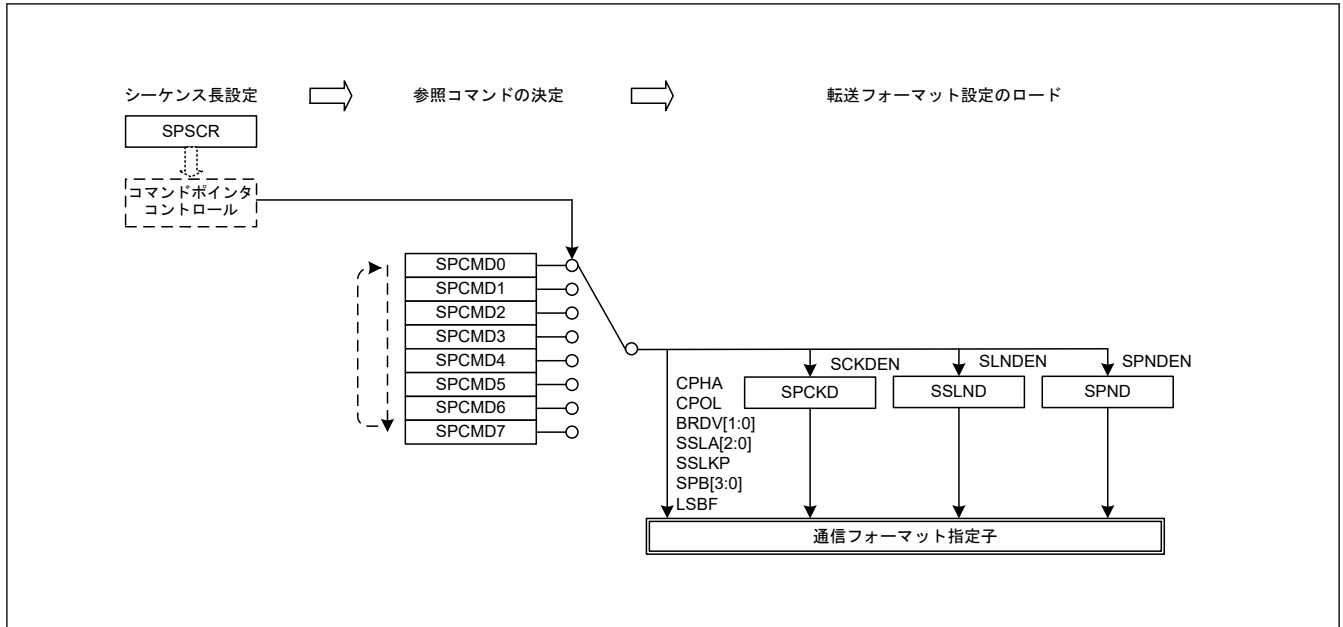 シーケンス長設定
参照コマンドの決定
転送フォーマット設定のロード
SPSCR
コマンドポインタ
コントロール
SPCMD0
SPCMD1
SPCMD2
SPCMD3
SPCMD4
SPCMD5
SPCMD6
SPCMD7
CPHA
CPOL
BRDV[1:0]
SSLA[2:0]
SSLKP
SPB[3:0]
LSBF
SCKDEN
SPCKD
SLNDEN
SSLND
SPNDEN
SPND
通信フォーマット指定子